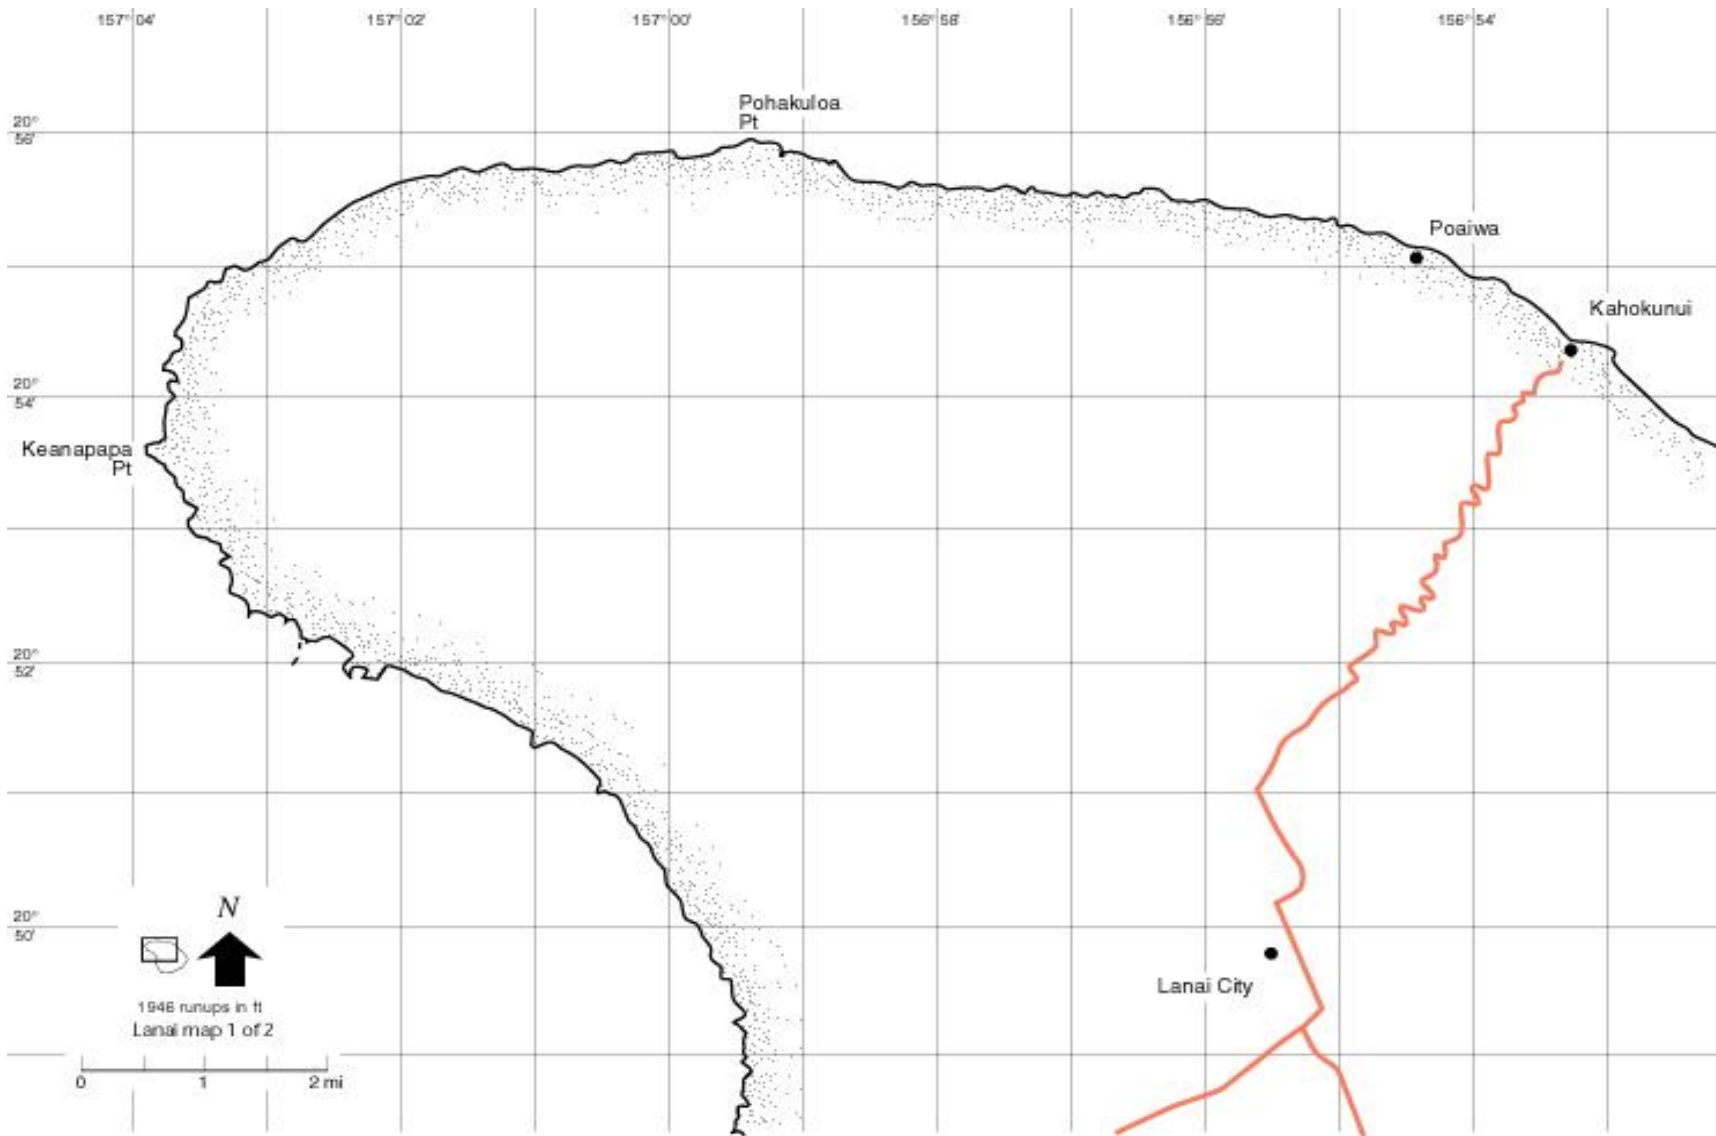 157° 04'
157° 02'
157° 00'
156° 58'
156° 56'
156° 54'
Pohakuloa
Pt
20°
56'
Poaiwa
Kahokunui
20°
54'
Keanapapa
Pt
20°
52'
20°
50'
N
Lanai City
1946 runups in ft
Lanai map 1 of 2
0 1 2 mi